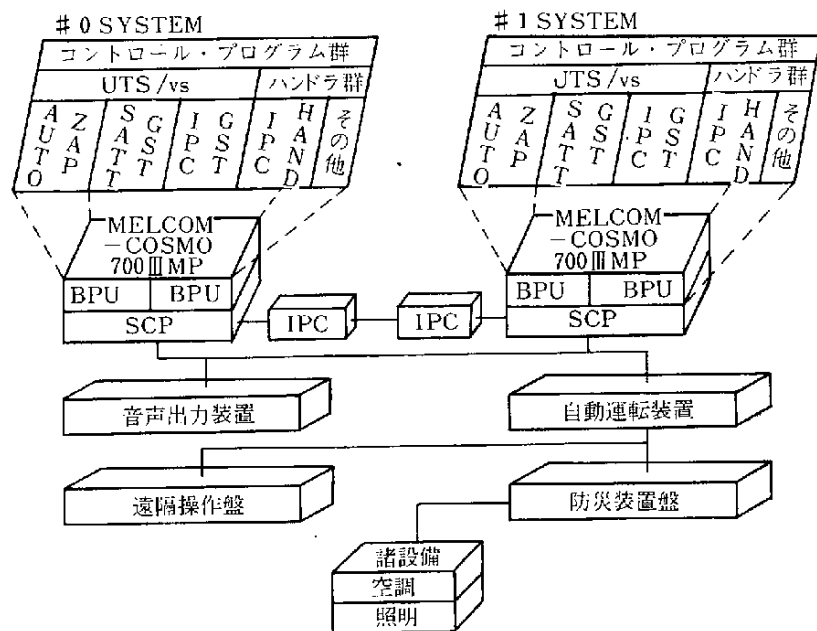 #0 SYSTEM
コントロール・プログラム群
UTS/vs
ハンドラ群
AUTO
ZAP
SATT
GST
IPC
GST
IPC
HAND
その他
MELCOM
-COSMO
700ⅢMP
BPU
BPU
SCP
#1 SYSTEM
コントロール・プログラム群
JTS/vs
ハンドラ群
AUTO
ZAP
SATT
GST
IPC
GST
IPC
HAND
その他
MELCOM
-COSMO
700ⅢMP
BPU
BPU
SCP
IPC
IPC
音声出力装置
自動運転装置
遠隔操作盤
防災装置盤
諸設備
空調
照明